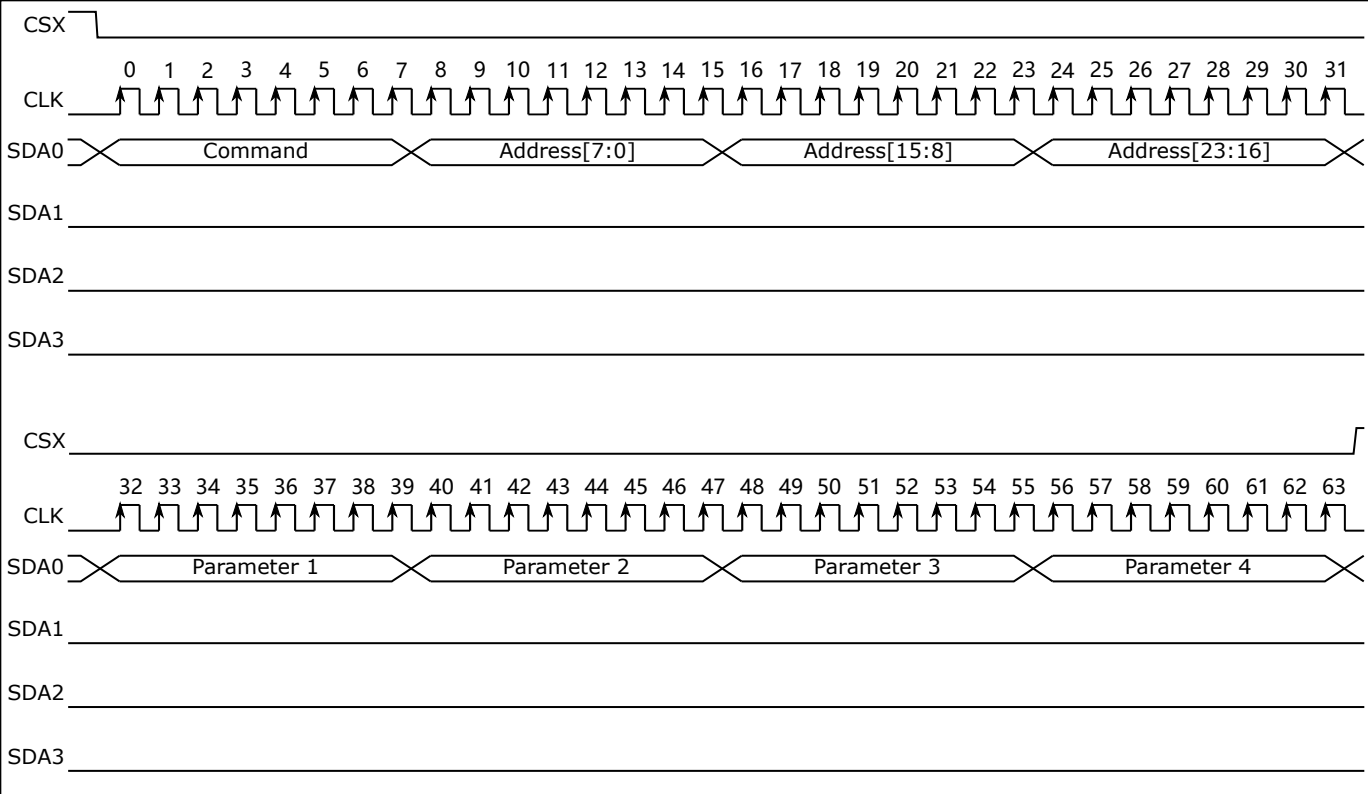 CSX
0 1 2 3 4 5 6 7 8 9 10 11 12 13 14 15 16 17 18 19 20 21 22 23 24 25 26 27 28 29 30 31
CLK
SDA0 Command Address[7:0] Address[15:8] Address[23:16]
SDA1
SDA2
SDA3
CSX
32 33 34 35 36 37 38 39 40 41 42 43 44 45 46 47 48 49 50 51 52 53 54 55 56 57 58 59 60 61 62 63
CLK
SDA0 Parameter 1 Parameter 2 Parameter 3 Parameter 4
SDA1
SDA2
SDA3